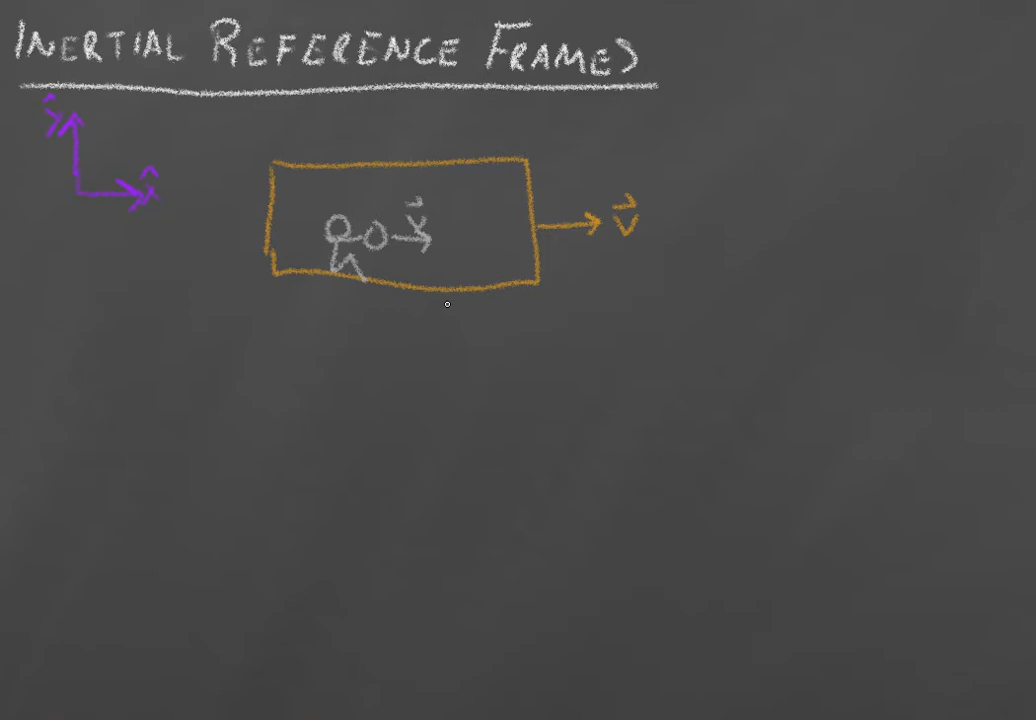 INERTIAL REFERENCE FRAMES
ŷ
x̂
v⃗
v⃗